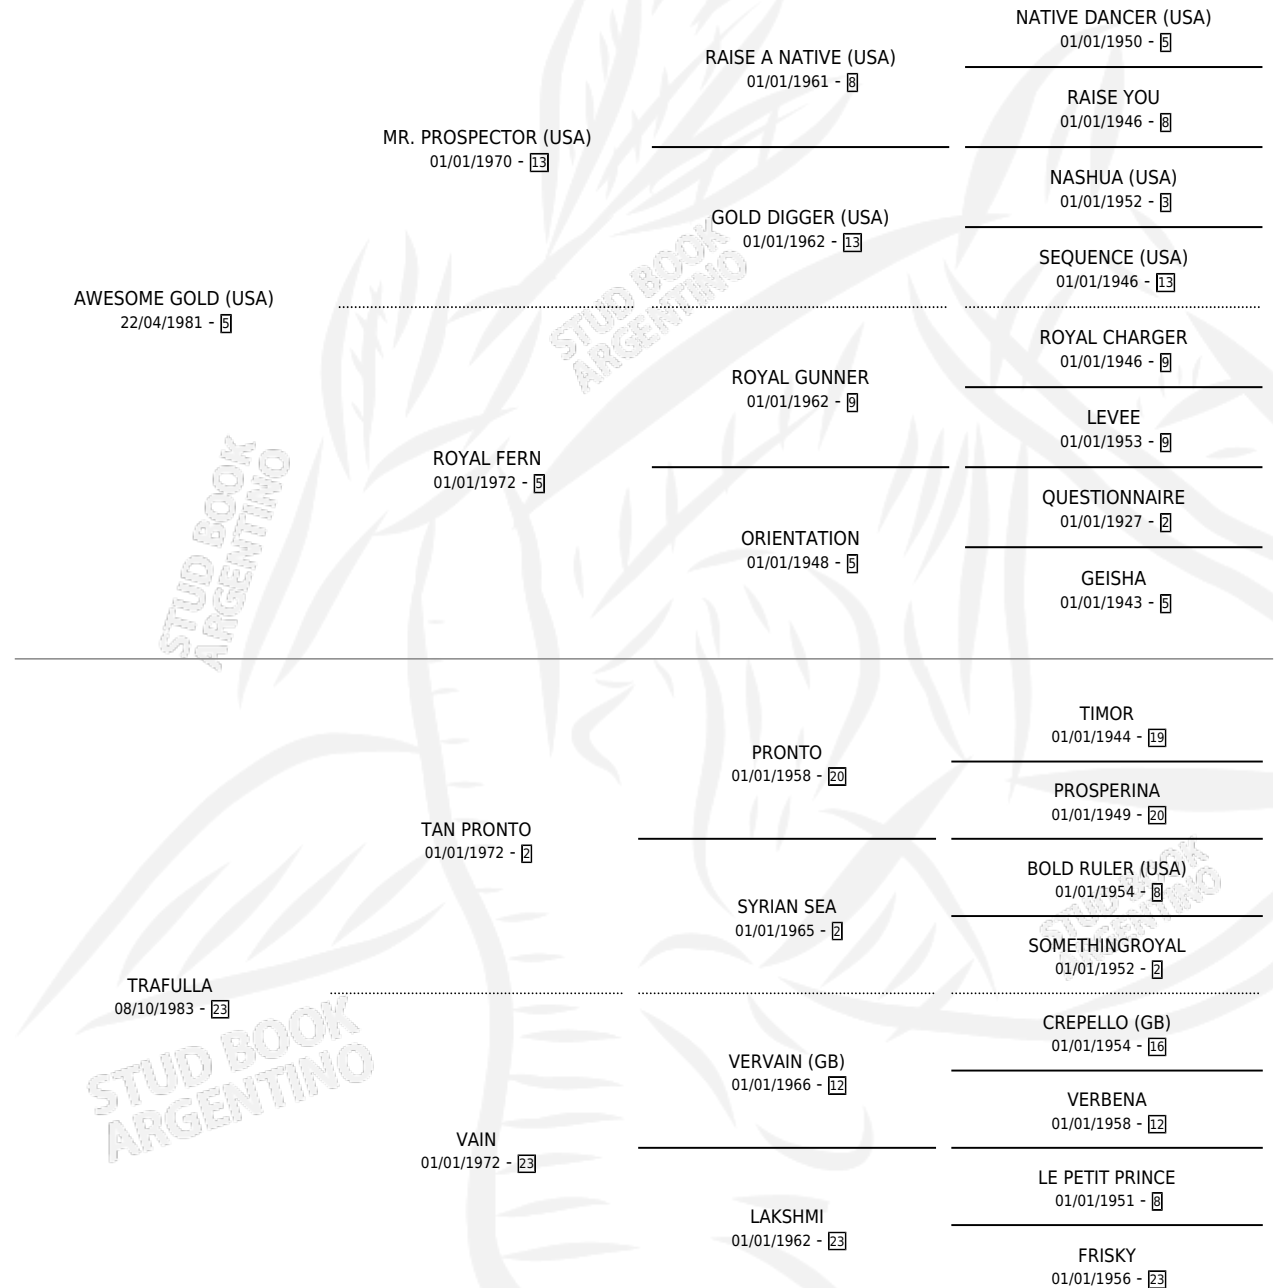 NATIVE DANCER (USA)
01/01/1950 - 5
RAISE A NATIVE (USA)
01/01/1961 - 8
RAISE YOU
01/01/1946 - 8
MR. PROSPECTOR (USA)
01/01/1970 - 13
NASHUA (USA)
01/01/1952 - 3
GOLD DIGGER (USA)
01/01/1962 - 13
SEQUENCE (USA)
01/01/1946 - 13
AWESOME GOLD (USA)
22/04/1981 - 5
ROYAL CHARGER
01/01/1946 - 9
ROYAL GUNNER
01/01/1962 - 9
LEVEE
01/01/1953 - 9
ROYAL FERN
01/01/1972 - 5
QUESTIONNAIRE
01/01/1927 - 2
ORIENTATION
01/01/1948 - 5
GEISHA
01/01/1943 - 5
TIMOR
01/01/1944 - 19
PRONTO
01/01/1958 - 20
PROSPERINA
01/01/1949 - 20
TAN PRONTO
01/01/1972 - 2
BOLD RULER (USA)
01/01/1954 - 8
SYRIAN SEA
01/01/1965 - 2
SOMETHINGROYAL
01/01/1952 - 2
TRAFULLA
08/10/1983 - 23
CREPELLO (GB)
01/01/1954 - 16
VERVAIN (GB)
01/01/1966 - 12
VERBENA
01/01/1958 - 12
VAIN
01/01/1972 - 23
LE PETIT PRINCE
01/01/1951 - 8
LAKSHMI
01/01/1962 - 23
FRISKY
01/01/1956 - 23
STUD BOOK
ARGENTINO
STUD BOOK
ARGENTINO
STUD BOOK
ARGENTINO
STUD BOOK
ARGENTINO